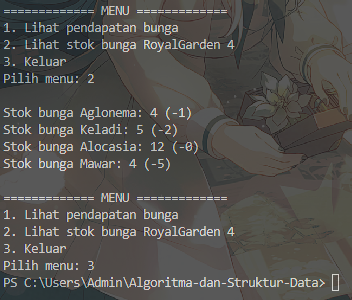 ============= MENU =============
1. Lihat pendapatan bunga
2. Lihat stok bunga RoyalGarden 4
3. Keluar
Pilih menu: 2
Stok bunga Aglonema: 4 (-1)
Stok bunga Keladi: 5 (-2)
Stok bunga Alocasia: 12 (-0)
Stok bunga Mawar: 4 (-5)
============= MENU =============
1. Lihat pendapatan bunga
2. Lihat stok bunga RoyalGarden 4
3. Keluar
Pilih menu: 3
PS C:\Users\Admin\Algoritma-dan-Struktur-Data>